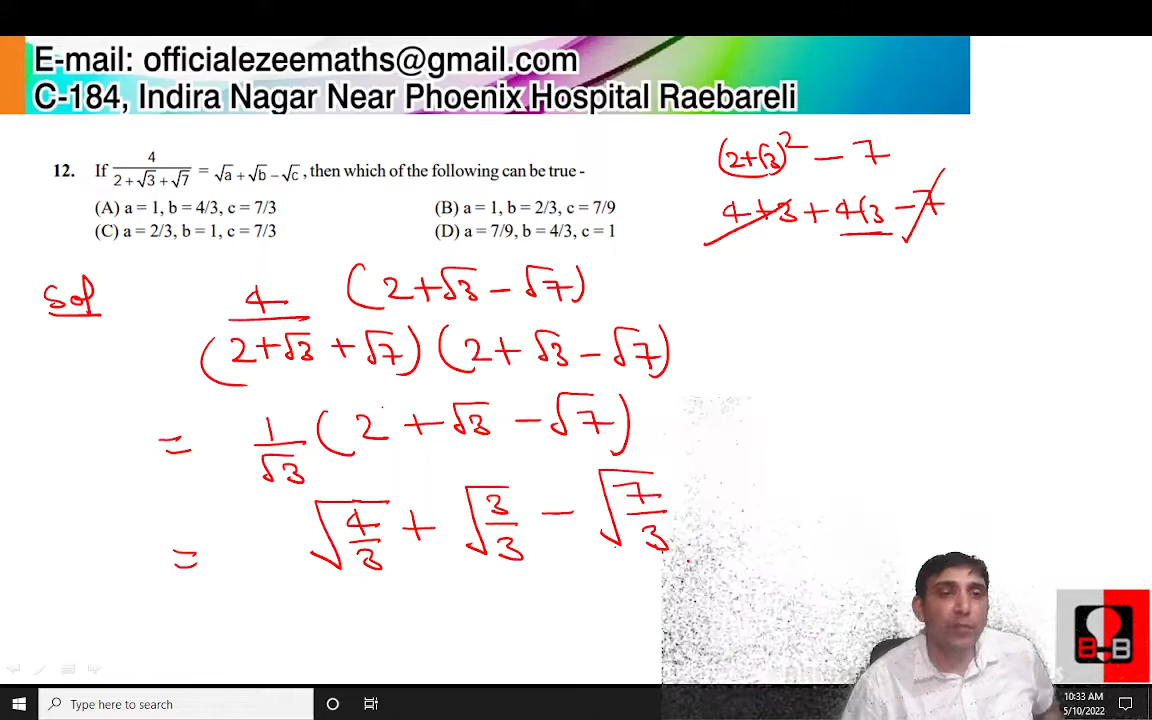 E-mail: officialezeemaths@gmail.com
C-184, Indira Nagar Near Phoenix Hospital Raebareli
12. If 4/(2+√3+√7) = √a+√b−√c, then which of the following can be true -
(A) a = 1, b = 4/3, c = 7/3 (B) a = 1, b = 2/3, c = 7/9
(C) a = 2/3, b = 1, c = 7/3 (D) a = 7/9, b = 4/3, c = 1
(2+√3)² − 7
4+3+4√3−7
Sol
4 (2+√3−√7)
(2+√3+√7)(2+√3−√7)
= 1/√3 (2+√3−√7)
= √4/3 + √3/3 − √7/3
B B
Type here to search
10:33 AM
5/10/2022